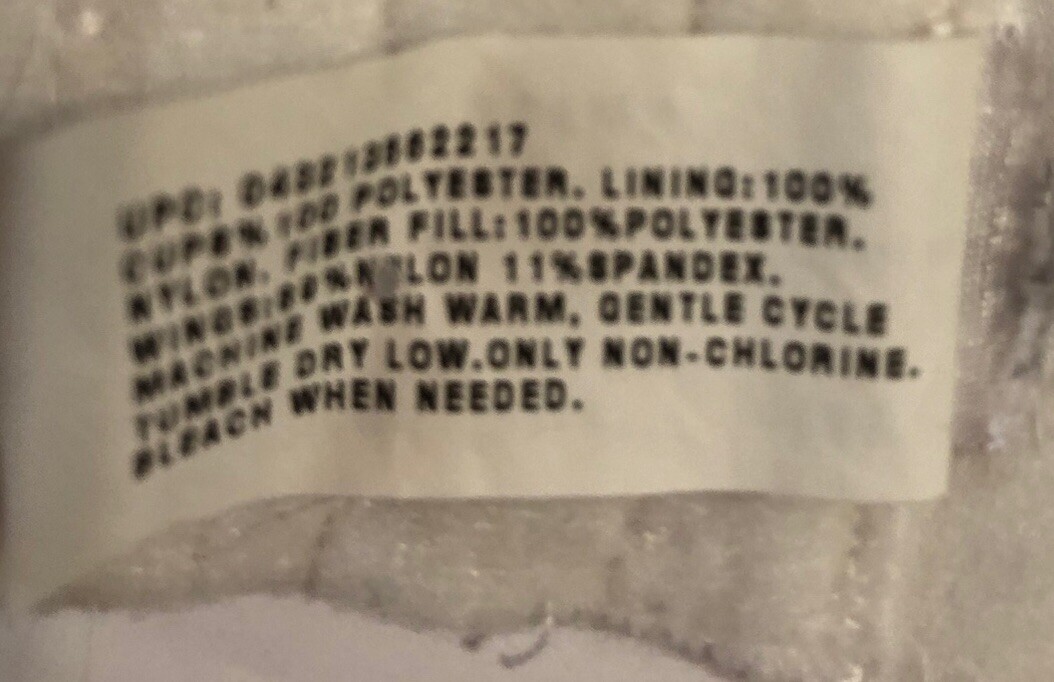 UPC:
CUPS% 100 POLYESTER. LINING:100%
NYLON. FIBER FILL:100%POLYESTER.
WINGS:89%NYLON 11%SPANDEX.
MACHINE WASH WARM, GENTLE CYCLE
TUMBLE DRY LOW.ONLY NON-CHLORINE.
BLEACH WHEN NEEDED.